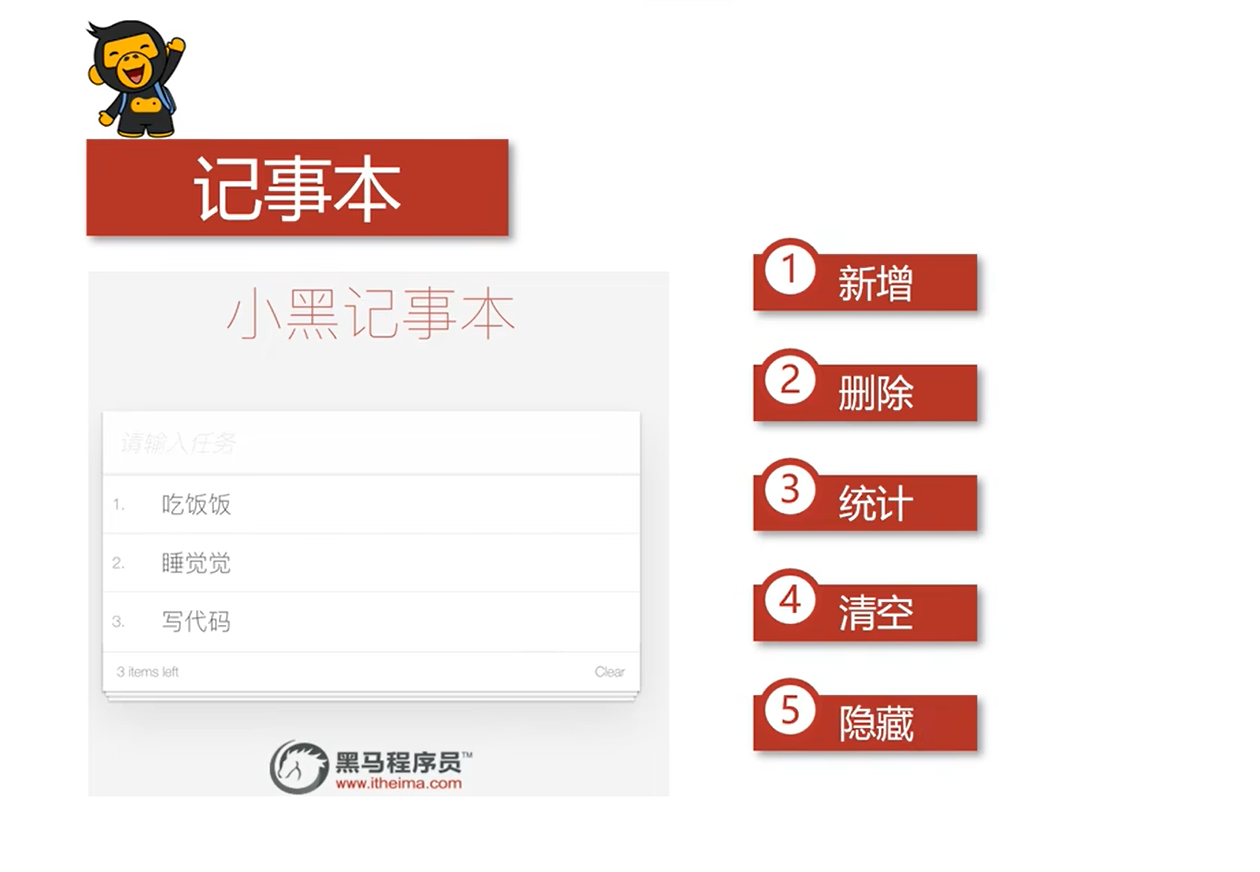 记事本
小黑记事本
请输入任务
1. 吃饭饭
2. 睡觉觉
3. 写代码
3 items left Clear
黑马程序员™
www.itheima.com
1 新增
2 删除
3 统计
4 清空
5 隐藏